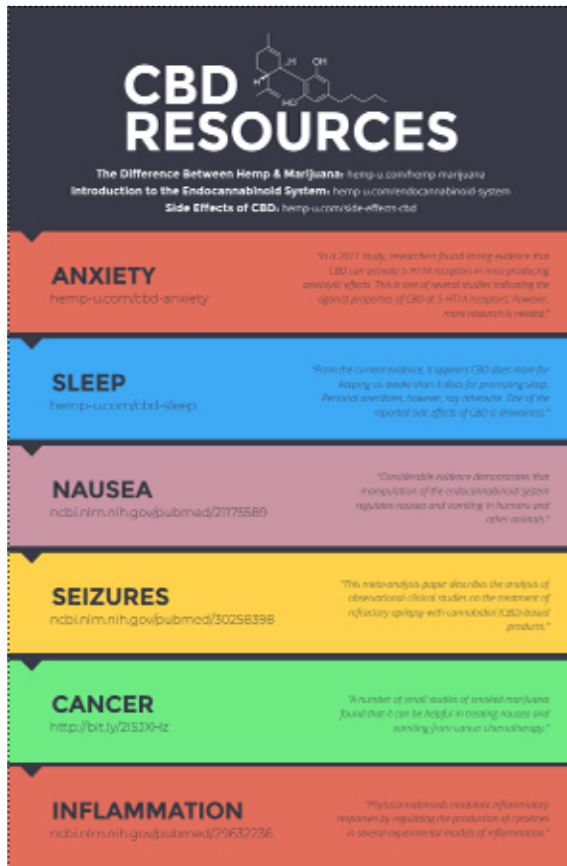 H
OH
H
HO
CBD
RESOURCES
The Difference Between Hemp & Marijuana: hemp-u.com/hemp-marijuana
Introduction to the Endocannabinoid System: hemp-u.com/endocannabinoid-system
Side Effects of CBD: hemp-u.com/side-effects-cbd
ANXIETY
hemp-u.com/cbd-anxiety
"In a 2011 study, researchers found strong evidence that
CBD can activate 5-HT1A receptors in mice producing
anxiolytic effects. This is one of several studies indicating the
agonist properties of CBD at 5-HT1A receptors; however,
more research is needed."
SLEEP
hemp-u.com/cbd-sleep
"From the current evidence, it appears CBD does more for
keeping us awake than it does for promoting sleep.
Personal anecdotes, however, say otherwise. One of the
reported side effects of CBD is drowsiness."
NAUSEA
ncbi.nlm.nih.gov/pubmed/21175589
"Considerable evidence demonstrates that
manipulation of the endocannabinoid system
regulates nausea and vomiting in humans and
other animals."
SEIZURES
ncbi.nlm.nih.gov/pubmed/30258398
"This meta-analysis paper describes the analysis of
observational clinical studies on the treatment of
refractory epilepsy with cannabidiol (CBD)-based
products."
CANCER
"A number of small studies of smoked marijuana
found that it can be helpful in treating nausea and
vomiting from cancer chemotherapy."
INFLAMMATION
ncbi.nlm.nih.gov/pubmed/29632236
"Phytocannabinoids modulate inflammatory
responses by regulating the production of cytokines
in several experimental models of inflammation."